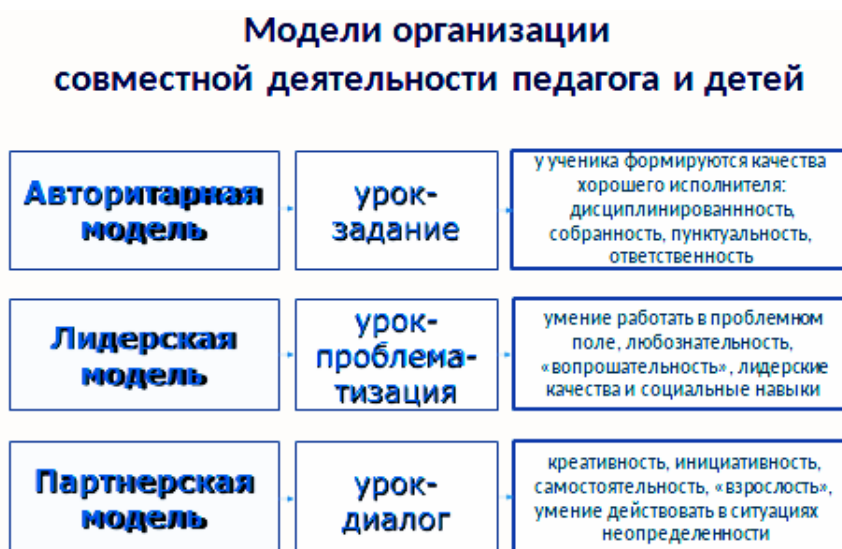 Модели организации
совместной деятельности педагога и детей
Авторитарная
модель
урок-
задание
у ученика формируются качества
хорошего исполнителя:
дисциплинированнность,
собранность, пунктуальность,
ответственность
Лидерская
модель
урок-
проблема-
тизация
умение работать в проблемном
поле, любознательность,
«вопрошательность», лидерские
качества и социальные навыки
Партнерская
модель
урок-
диалог
креативность, инициативность,
самостоятельность, «взрослость»,
умение действовать в ситуациях
неопределенности